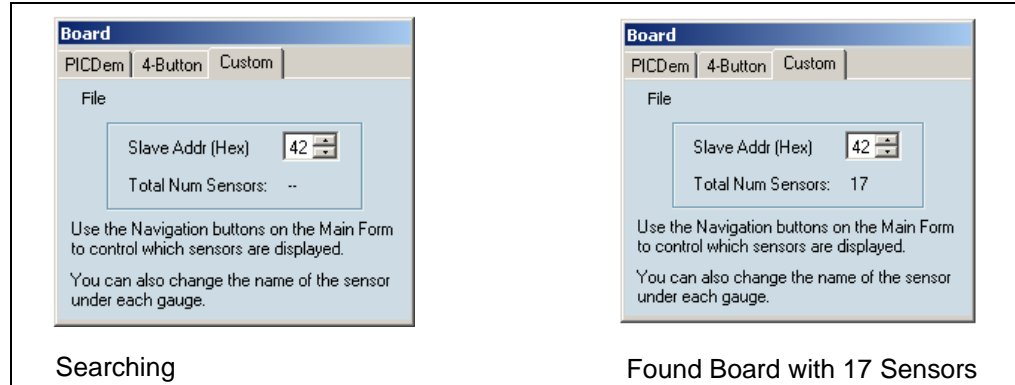 Board
PICDem 4-Button Custom
File
Slave Addr (Hex) 42
Total Num Sensors: --
Use the Navigation buttons on the Main Form
to control which sensors are displayed.
You can also change the name of the sensor
under each gauge.
Searching
Board
PICDem 4-Button Custom
File
Slave Addr (Hex) 42
Total Num Sensors: 17
Use the Navigation buttons on the Main Form
to control which sensors are displayed.
You can also change the name of the sensor
under each gauge.
Found Board with 17 Sensors